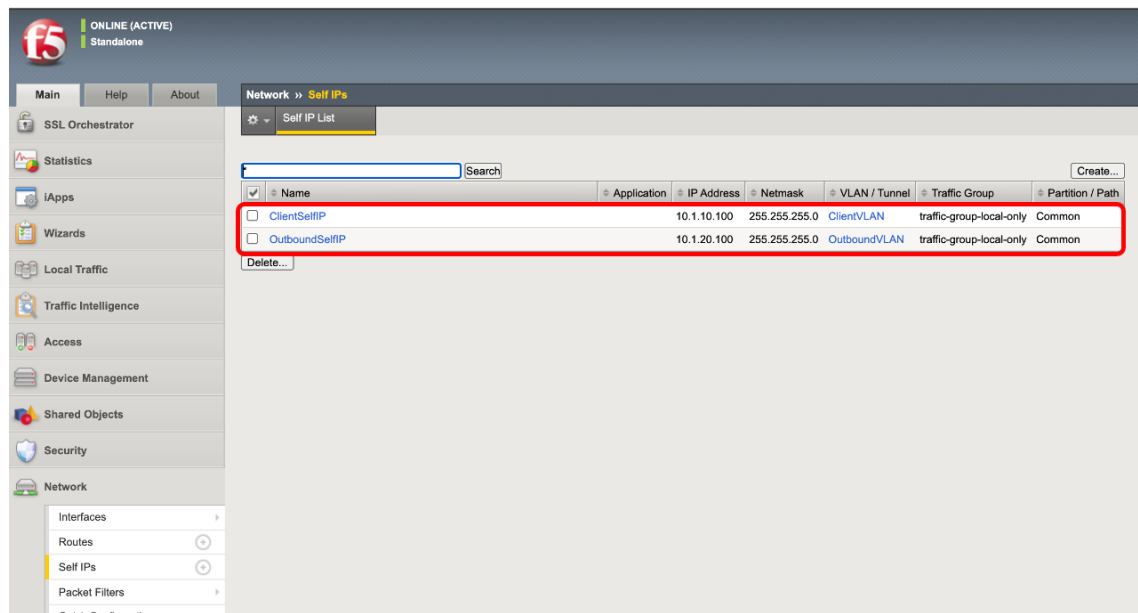 f5
ONLINE (ACTIVE)
Standalone
Main Help About
Network ›› Self IPs
Self IP List
SSL Orchestrator
Statistics
iApps
Wizards
Local Traffic
Traffic Intelligence
Access
Device Management
Shared Objects
Security
Network
Interfaces
Routes
Self IPs
Packet Filters
* Search Create...
Name Application IP Address Netmask VLAN / Tunnel Traffic Group Partition / Path
ClientSelfIP 10.1.10.100 255.255.255.0 ClientVLAN traffic-group-local-only Common
OutboundSelfIP 10.1.20.100 255.255.255.0 OutboundVLAN traffic-group-local-only Common
Delete...